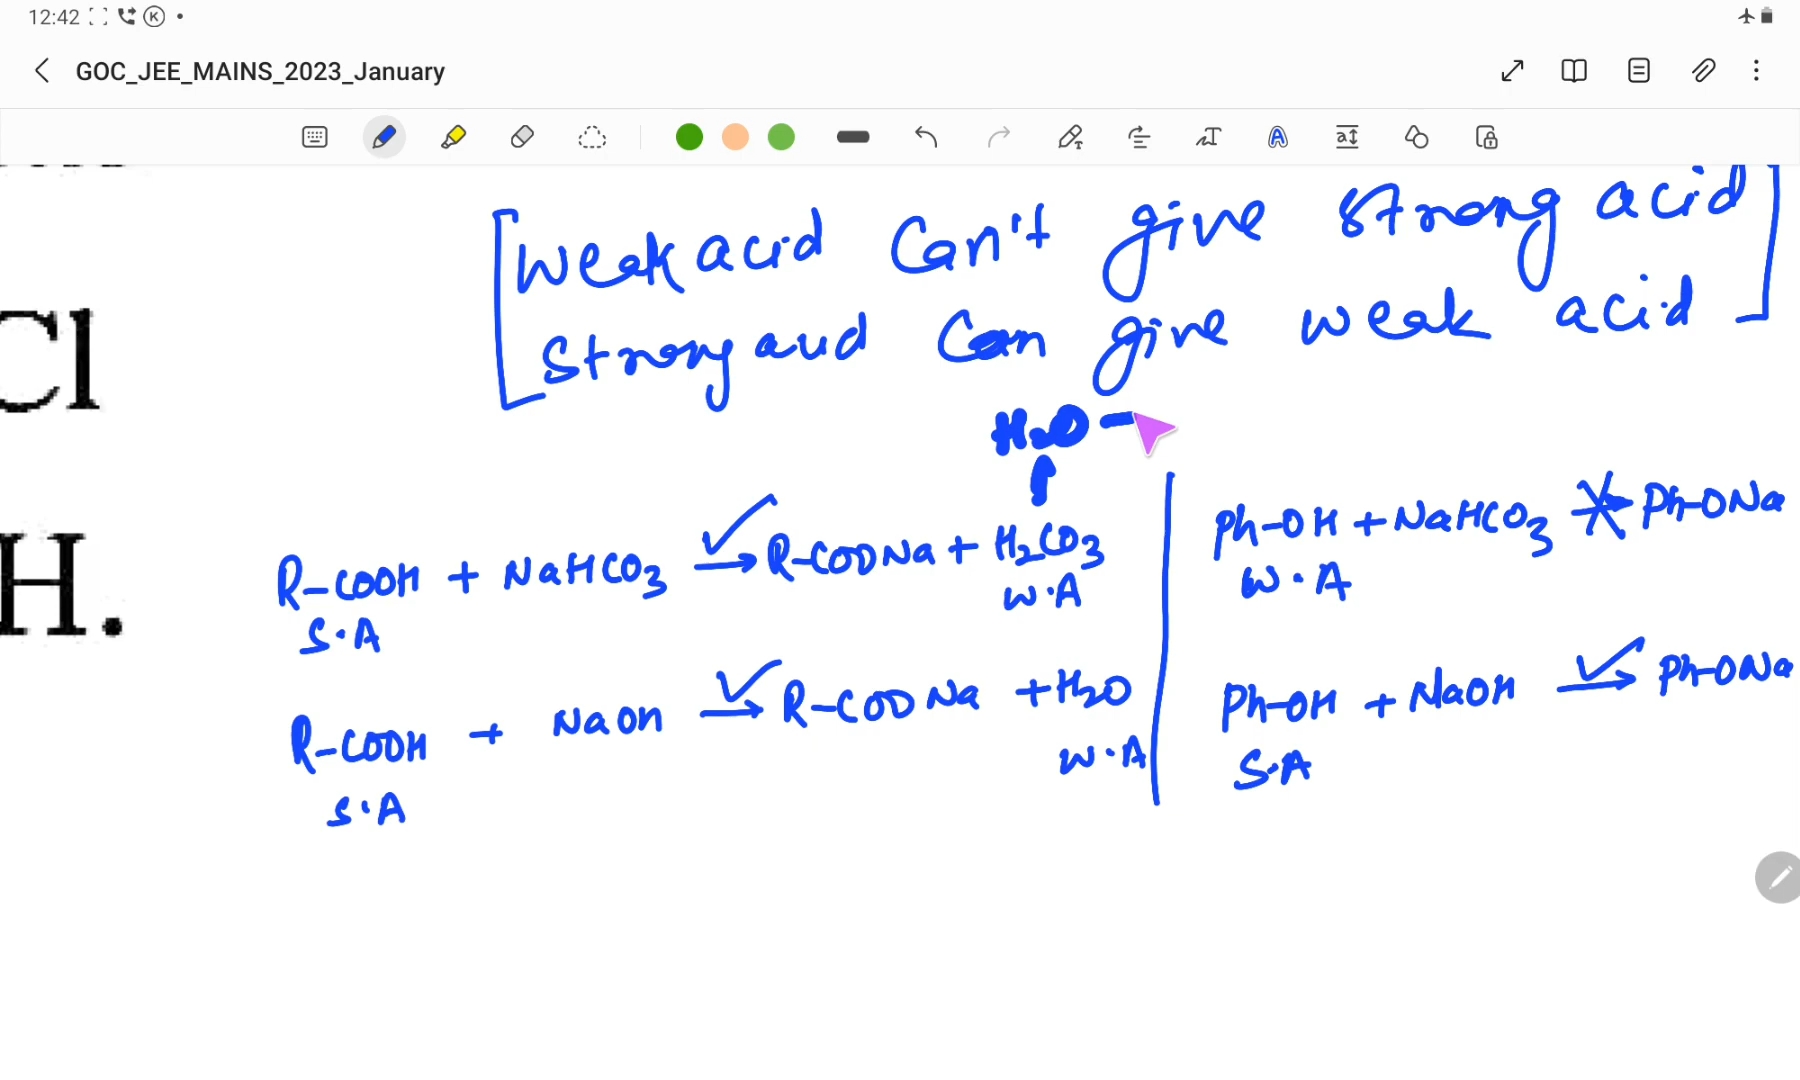 12:42
GOC_JEE_MAINS_2023_January
[Weak acid Can't give strong acid]
[strong acid Can give weak acid]
Cl
H2O –
H.
R-COOH + NaHCO3 → R-COONa + H2CO3
S.A W.A
R-COOH + NaOH → R-COONa + H2O
S.A W.A
Ph-OH + NaHCO3 → Ph-ONa
W.A
Ph-OH + NaOH → Ph-ONa
S.A